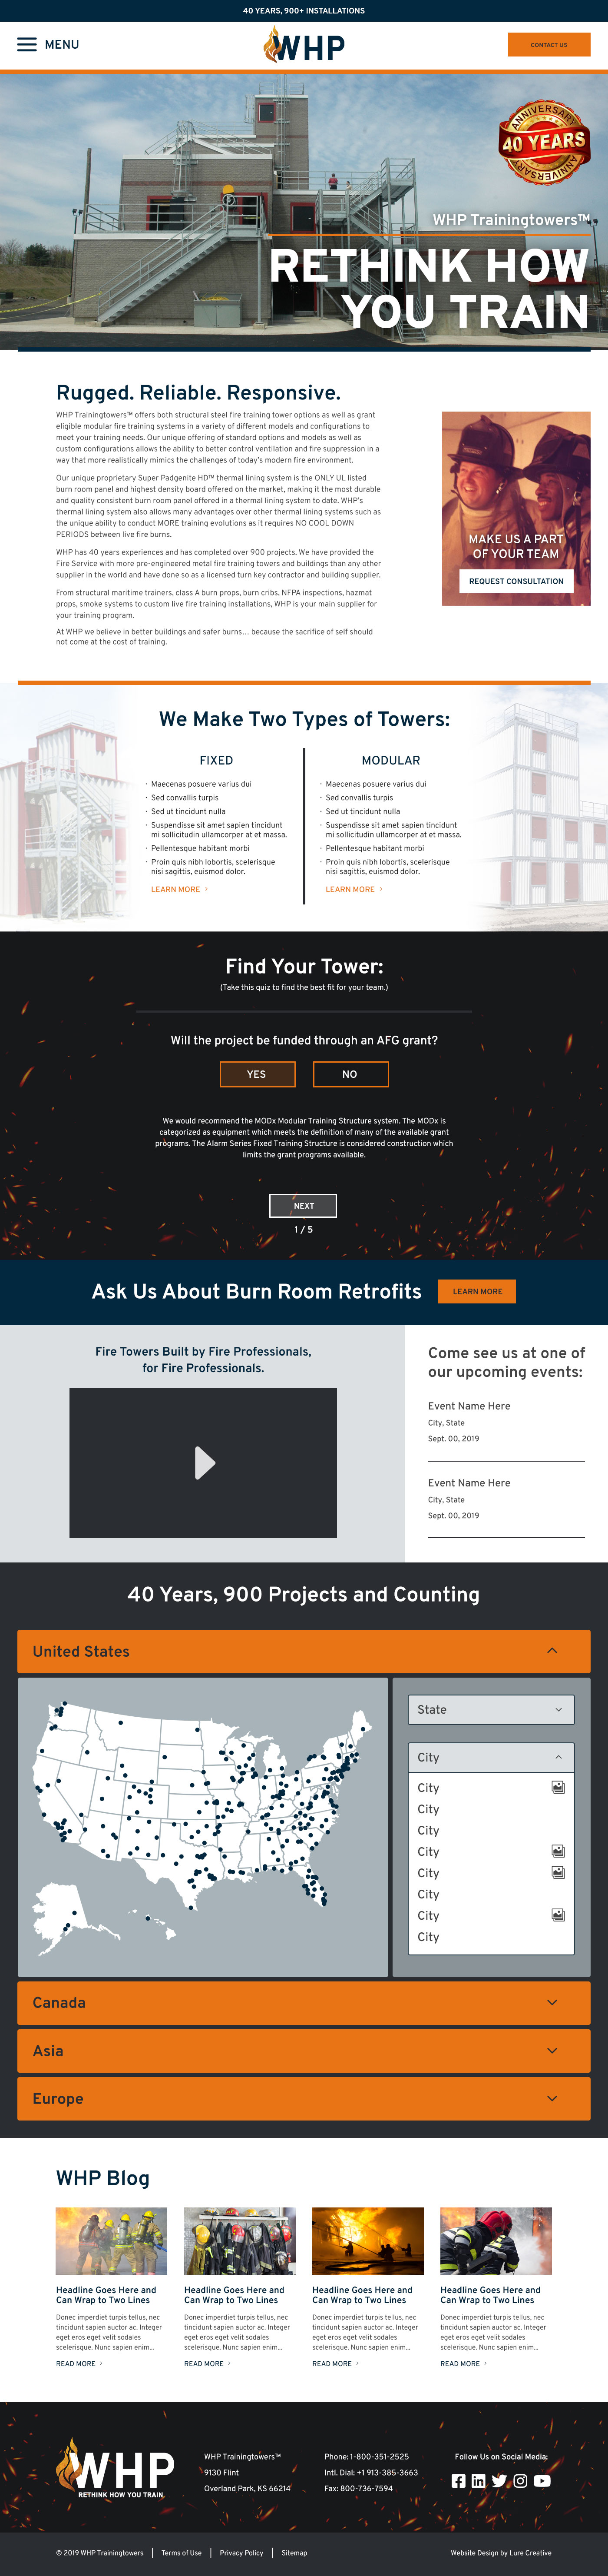 40 YEARS, 900+ INSTALLATIONS
MENU
WHP
CONTACT US
ANNIVERSARY
40 YEARS
ANNIVERSARY
WHP Trainingtowers™
RETHINK HOW
YOU TRAIN
Rugged. Reliable. Responsive.
WHP Trainingtowers™ offers both structural steel fire training tower options as well as grant
eligible modular fire training systems in a variety of different models and configurations to
meet your training needs. Our unique offering of standard options and models as well as
custom configurations allows the ability to better control ventilation and fire suppression in a
way that more realistically mimics the challenges of today's modern fire environment.
Our unique proprietary Super Padgenite HD™ thermal lining system is the ONLY UL listed
burn room panel and highest density board offered on the market, making it the most durable
and quality consistent burn room panel offered in a thermal lining system to date. WHP's
thermal lining system also allows many advantages over other thermal lining systems such as
the unique ability to conduct MORE training evolutions as it requires NO COOL DOWN
PERIODS between live fire burns.
WHP has 40 years experiences and has completed over 900 projects. We have provided the
Fire Service with more pre-engineered metal fire training towers and buildings than any other
supplier in the world and have done so as a licensed turn key contractor and building supplier.
From structural maritime trainers, class A burn props, burn cribs, NFPA inspections, hazmat
props, smoke systems to custom live fire training installations, WHP is your main supplier for
your training program.
At WHP we believe in better buildings and safer burns… because the sacrifice of self should
not come at the cost of training.
MAKE US A PART
OF YOUR TEAM
REQUEST CONSULTATION
We Make Two Types of Towers:
FIXED
· Maecenas posuere varius dui
· Sed convallis turpis
· Sed ut tincidunt nulla
· Suspendisse sit amet sapien tincidunt
mi sollicitudin ullamcorper at et massa.
· Pellentesque habitant morbi
· Proin quis nibh lobortis, scelerisque
nisi sagittis, euismod dolor.
LEARN MORE
MODULAR
· Maecenas posuere varius dui
· Sed convallis turpis
· Sed ut tincidunt nulla
· Suspendisse sit amet sapien tincidunt
mi sollicitudin ullamcorper at et massa.
· Pellentesque habitant morbi
· Proin quis nibh lobortis, scelerisque
nisi sagittis, euismod dolor.
LEARN MORE
Find Your Tower:
(Take this quiz to find the best fit for your team.)
Will the project be funded through an AFG grant?
YES
NO
We would recommend the MODx Modular Training Structure system. The MODx is
categorized as equipment which meets the definition of many of the available grant
programs. The Alarm Series Fixed Training Structure is considered construction which
limits the grant programs available.
NEXT
1 / 5
Ask Us About Burn Room Retrofits
LEARN MORE
Fire Towers Built by Fire Professionals,
for Fire Professionals.
Come see us at one of
our upcoming events:
Event Name Here
City, State
Sept. 00, 2019
Event Name Here
City, State
Sept. 00, 2019
40 Years, 900 Projects and Counting
United States
State
City
City
City
City
City
City
City
City
City
Canada
Asia
Europe
WHP Blog
Headline Goes Here and
Can Wrap to Two Lines
Donec imperdiet turpis tellus, nec
tincidunt sapien auctor ac. Integer
eget eros eget velit sodales
scelerisque. Nunc sapien enim...
READ MORE
Headline Goes Here and
Can Wrap to Two Lines
Donec imperdiet turpis tellus, nec
tincidunt sapien auctor ac. Integer
eget eros eget velit sodales
scelerisque. Nunc sapien enim...
READ MORE
Headline Goes Here and
Can Wrap to Two Lines
Donec imperdiet turpis tellus, nec
tincidunt sapien auctor ac. Integer
eget eros eget velit sodales
scelerisque. Nunc sapien enim...
READ MORE
Headline Goes Here and
Can Wrap to Two Lines
Donec imperdiet turpis tellus, nec
tincidunt sapien auctor ac. Integer
eget eros eget velit sodales
scelerisque. Nunc sapien enim...
READ MORE
WHP
RETHINK HOW YOU TRAIN.
WHP Trainingtowers™
9130 Flint
Overland Park, KS 66214
Phone: 1-800-351-2525
Intl. Dial: +1 913-385-3663
Fax: 800-736-7594
Follow Us on Social Media:
© 2019 WHP Trainingtowers
Terms of Use
Privacy Policy
Sitemap
Website Design by Lure Creative